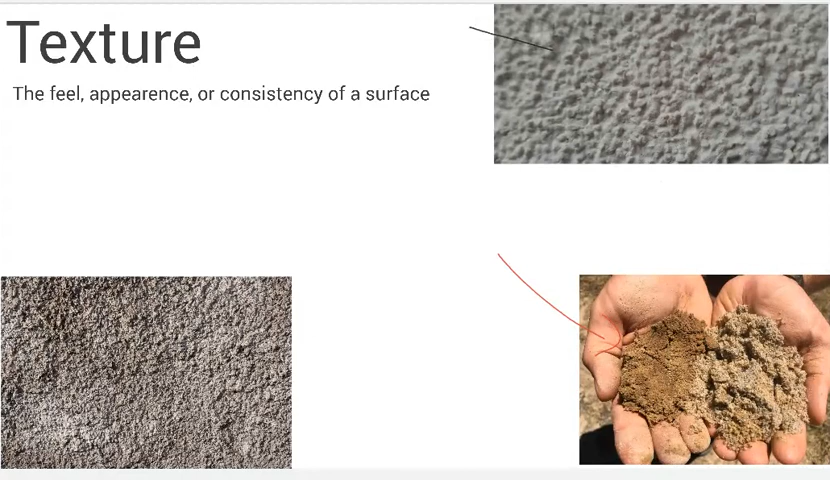 Texture
The feel, appearence, or consistency of a surface